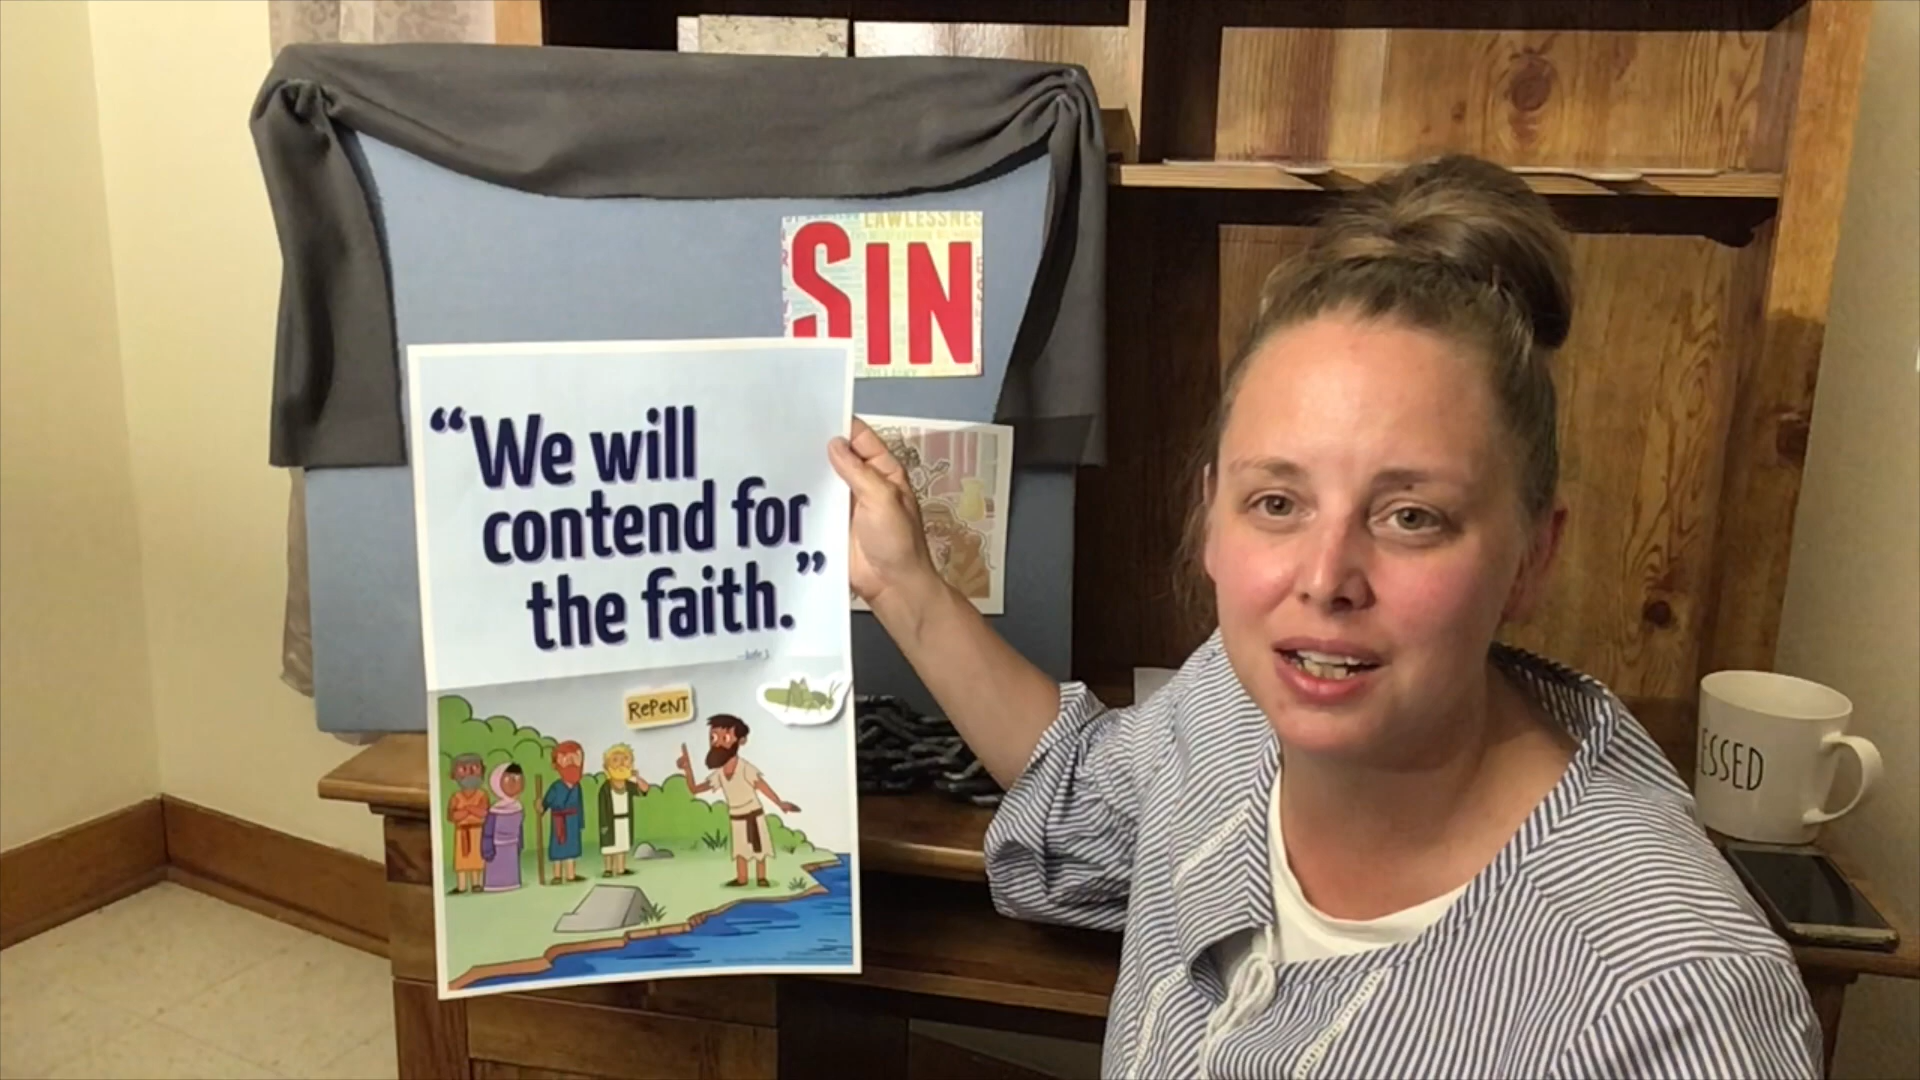 LAWLESSNES
SIN
“We will
contend for
the faith.”
REPENT
ESSED